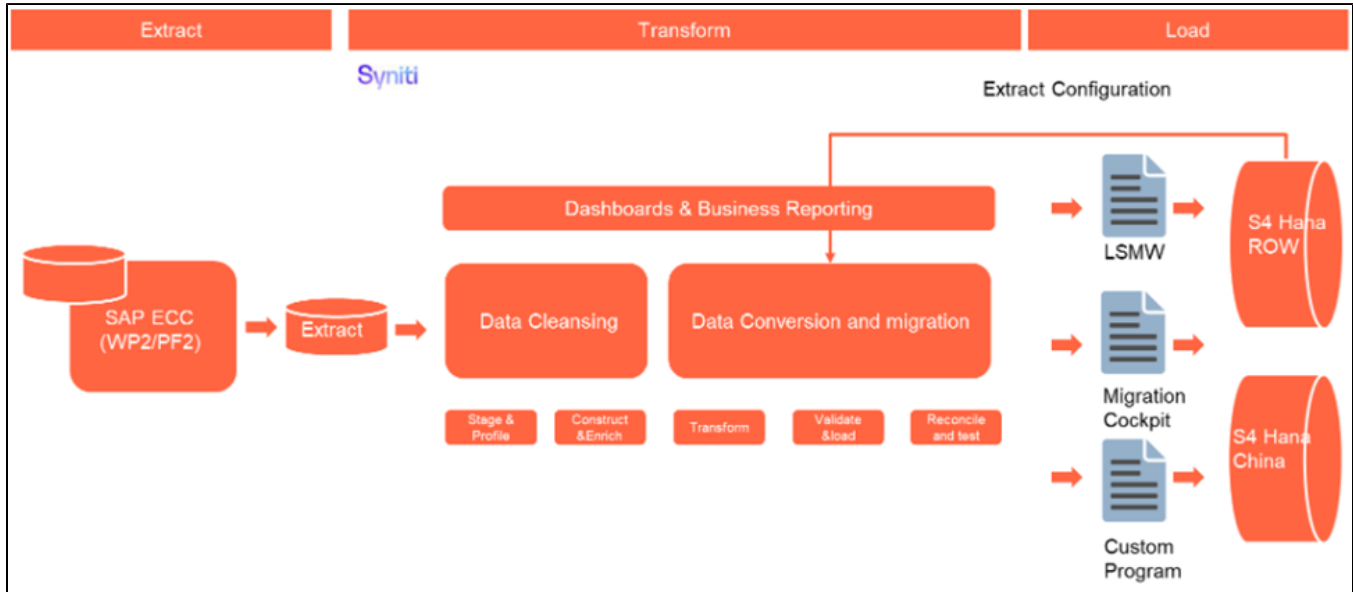 Extract
Transform
Load
Syniti
Extract Configuration
Dashboards & Business Reporting
SAP ECC
(WP2/PF2)
Extract
Data Cleansing
Data Conversion and migration
Stage &
Profile
Construct
&Enrich
Transform
Validate
&load
Reconcile
and test
LSMW
Migration
Cockpit
Custom
Program
S4 Hana
ROW
S4 Hana
China